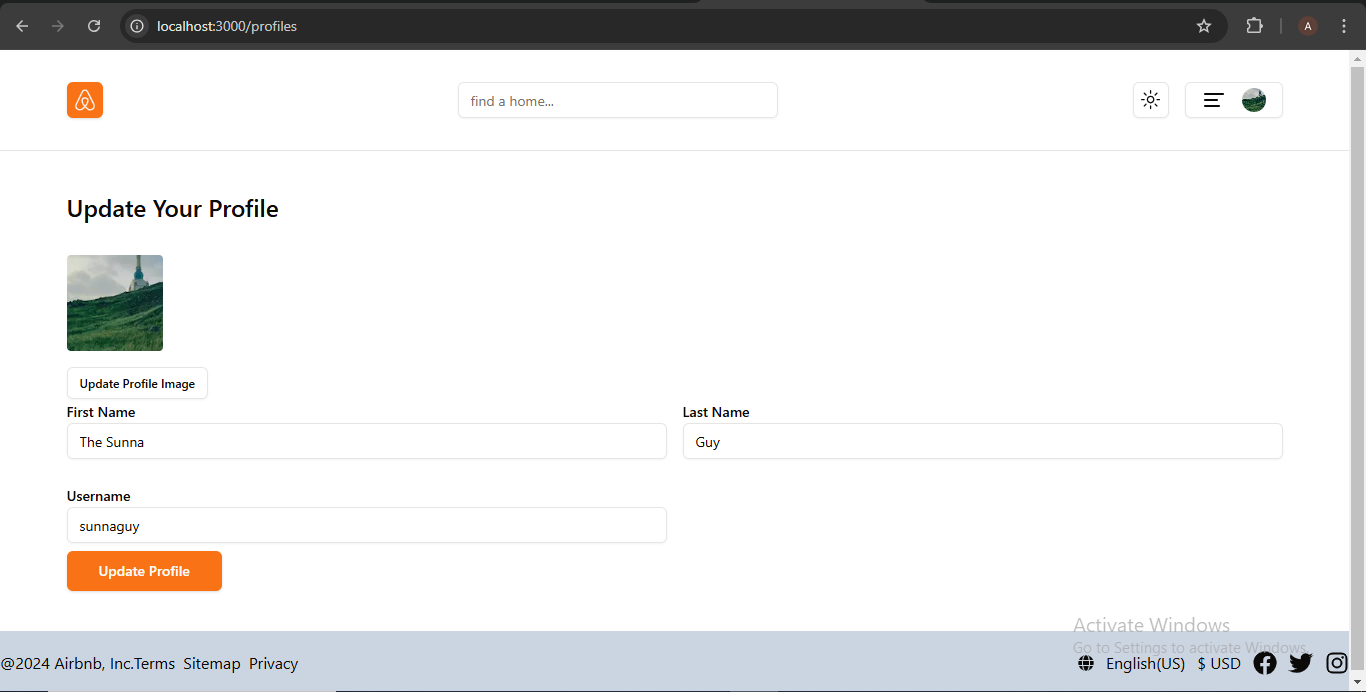 localhost:3000/profiles
A
find a home...
Update Your Profile
Update Profile Image
First Name
Last Name
The Sunna
Guy
Username
sunnaguy
Update Profile
Activate Windows
Go to Settings to activate Windows.
@2024 Airbnb, Inc.Terms Sitemap Privacy
English(US) $ USD